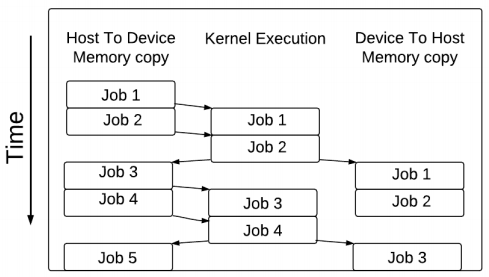 Host To Device
Memory copy
Kernel Execution
Device To Host
Memory copy
Time
Job 1
Job 2
Job 1
Job 2
Job 3
Job 4
Job 1
Job 2
Job 3
Job 4
Job 5
Job 3